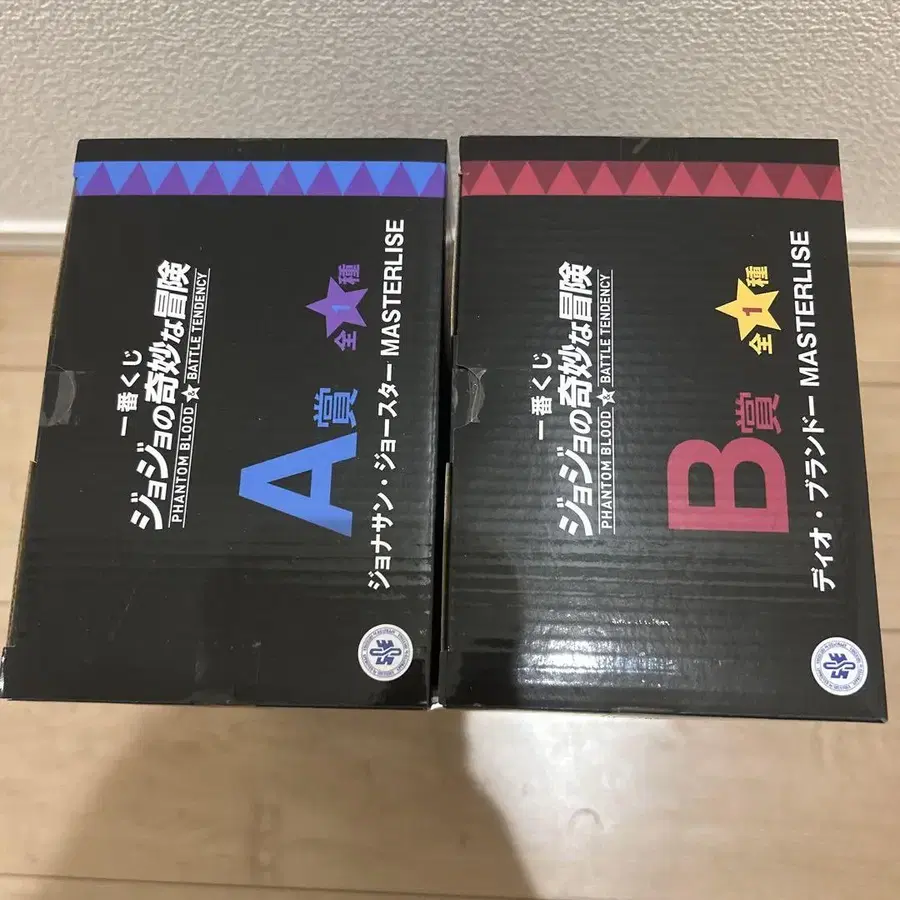 一番くじ
ジョジョの奇妙な冒険
PHANTOM BLOOD ☆ BATTLE TENDENCY
A賞 全1種
ジョナサン・ジョースター MASTERLISE
一番くじ
ジョジョの奇妙な冒険
PHANTOM BLOOD ☆ BATTLE TENDENCY
B賞 全1種
ディオ・ブランドー MASTERLISE